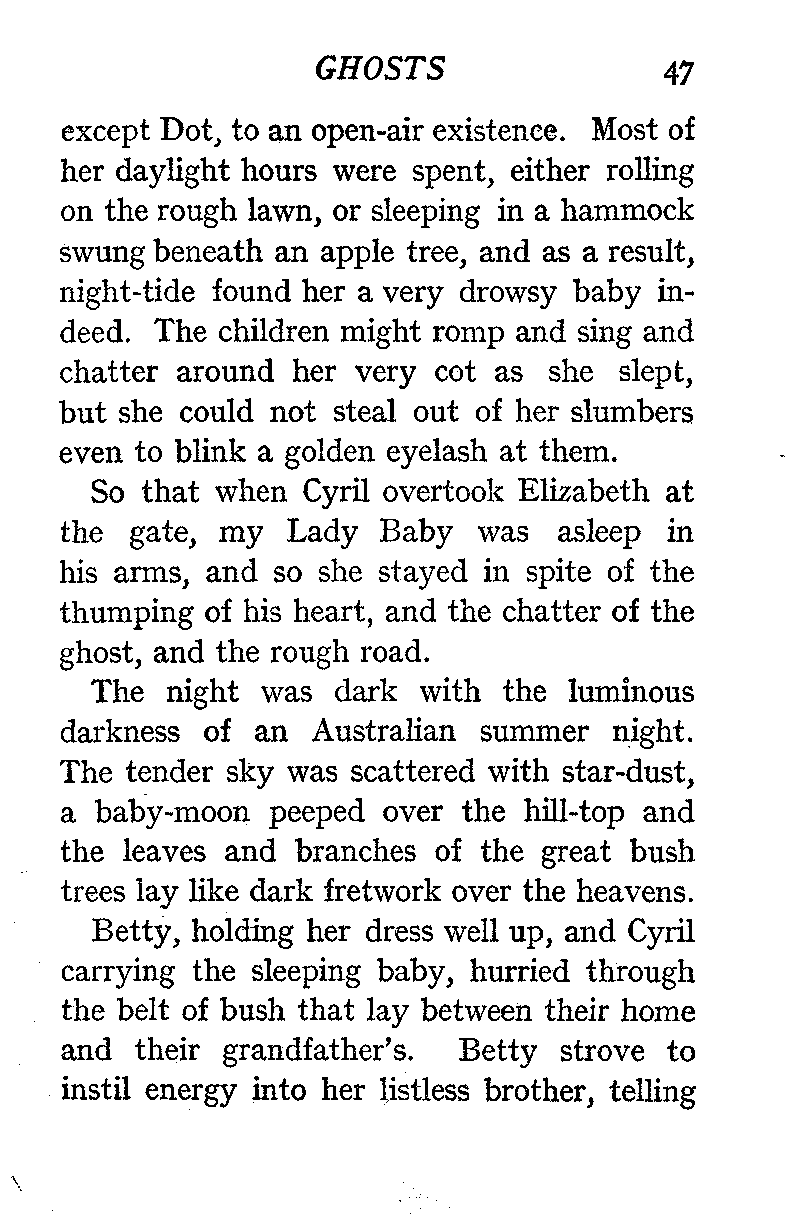 GHOSTS 47
except Dot, to an open-air existence. Most of
her daylight hours were spent, either rolling
on the rough lawn, or sleeping in a hammock
swung beneath an apple tree, and as a result,
night-tide found her a very drowsy baby in-
deed. The children might romp and sing and
chatter around her very cot as she slept,
but she could not steal out of her slumbers
even to blink a golden eyelash at them.
So that when Cyril overtook Elizabeth at
the gate, my Lady Baby was asleep in
his arms, and so she stayed in spite of the
thumping of his heart, and the chatter of the
ghost, and the rough road.
The night was dark with the luminous
darkness of an Australian summer night.
The tender sky was scattered with star-dust,
a baby-moon peeped over the hill-top and
the leaves and branches of the great bush
trees lay like dark fretwork over the heavens.
Betty, holding her dress well up, and Cyril
carrying the sleeping baby, hurried through
the belt of bush that lay between their home
and their grandfather's. Betty strove to
instil energy into her listless brother, telling